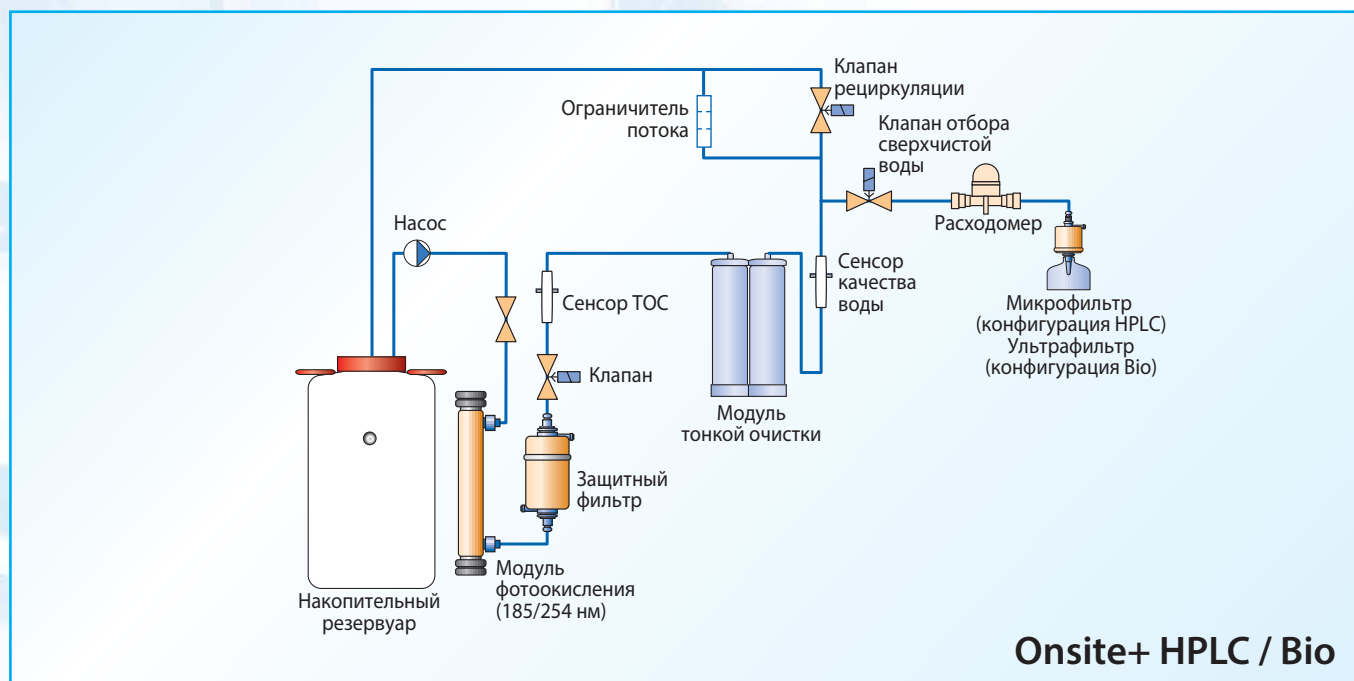 Клапан
рециркуляции
Ограничитель
потока
Клапан отбора
сверхчистой
воды
Насос
Расходомер
Сенсор ТОС
Сенсор
качества
воды
Микрофильтр
(конфигурация HPLC)
Ультрафильтр
(конфигурация Bio)
Клапан
Модуль
тонкой очистки
Защитный
фильтр
Модуль
фотоокисления
(185/254 нм)
Накопительный
резервуар
Onsite+ HPLC / Bio